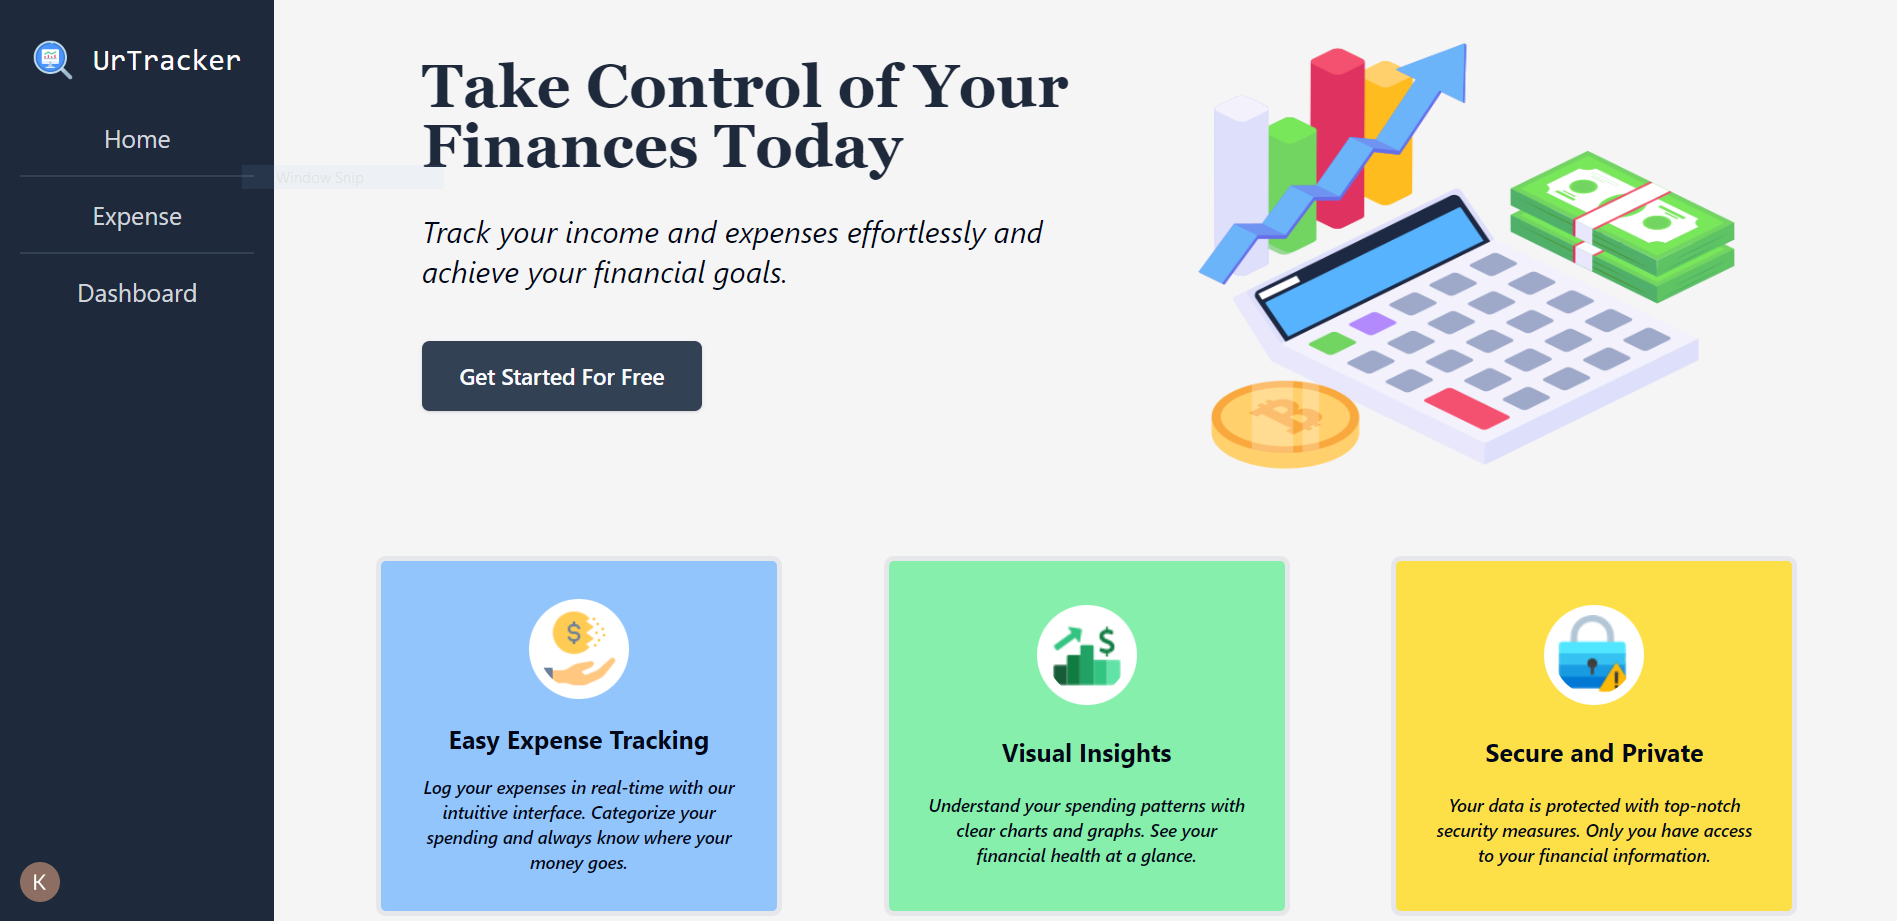 UrTracker
Home
Expense
Dashboard
K
Window Snip
Take Control of Your
Finances Today
Track your income and expenses effortlessly and
achieve your financial goals.
Get Started For Free
Easy Expense Tracking
Log your expenses in real-time with our
intuitive interface. Categorize your
spending and always know where your
money goes.
Visual Insights
Understand your spending patterns with
clear charts and graphs. See your
financial health at a glance.
Secure and Private
Your data is protected with top-notch
security measures. Only you have access
to your financial information.